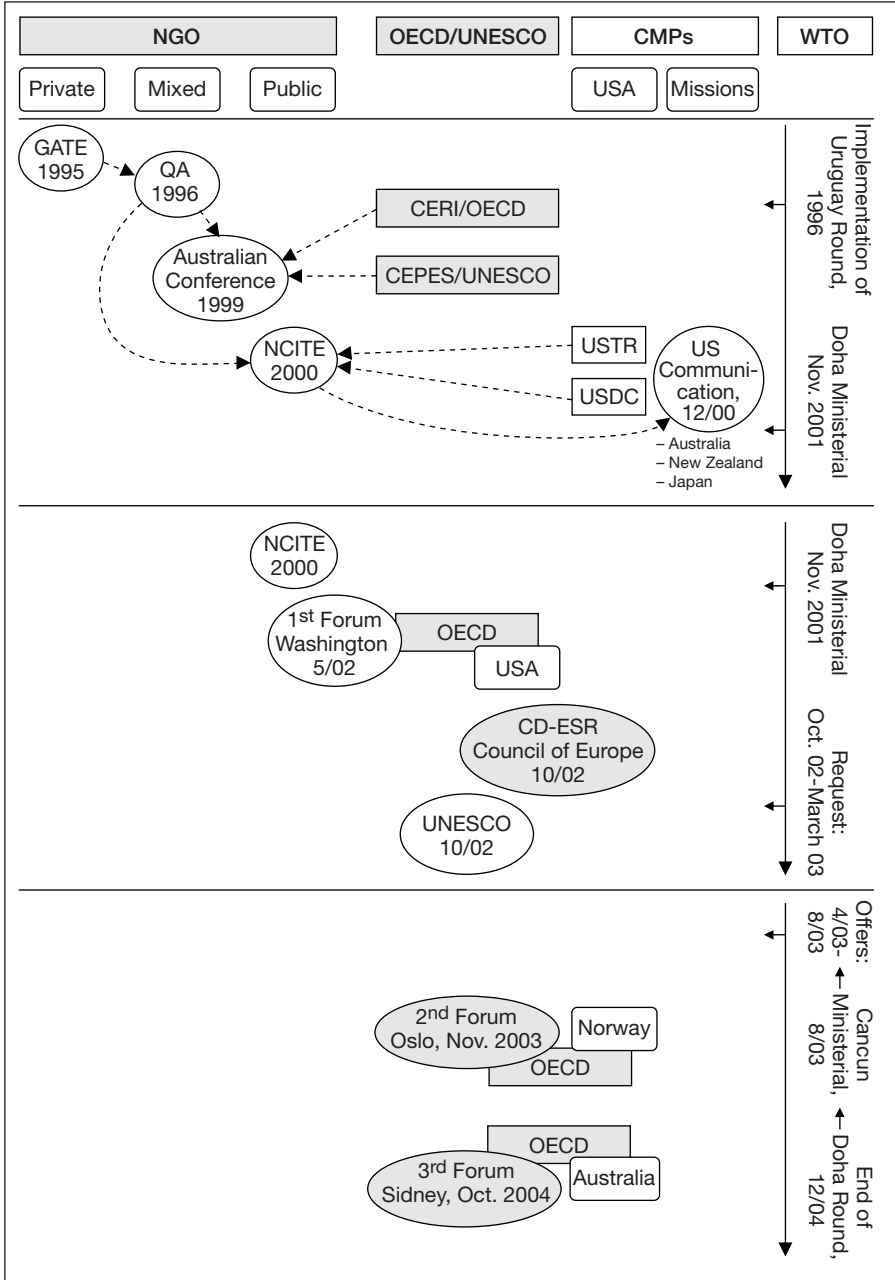 NGO
OECD/UNESCO
CMPs
WTO
Private
Mixed
Public
USA
Missions
GATE
1995
QA
1996
CERI/OECD
Australian
Conference
1999
CEPES/UNESCO
NCITE
2000
USTR
USDC
US
Communi-
cation,
12/00
– Australia
– New Zealand
– Japan
Implementation of
Uruguay Round,
1996
Doha Ministerial
Nov. 2001
NCITE
2000
1st Forum
Washington
5/02
OECD
USA
CD-ESR
Council of Europe
10/02
UNESCO
10/02
Doha Ministerial
Nov. 2001
Request:
Oct. 02-March 03
2nd Forum
Oslo, Nov. 2003
Norway
OECD
OECD
3rd Forum
Sidney, Oct. 2004
Australia
Offers:
4/03-
8/03
Cancun
Ministerial,
8/03
End of
Doha Round,
12/04